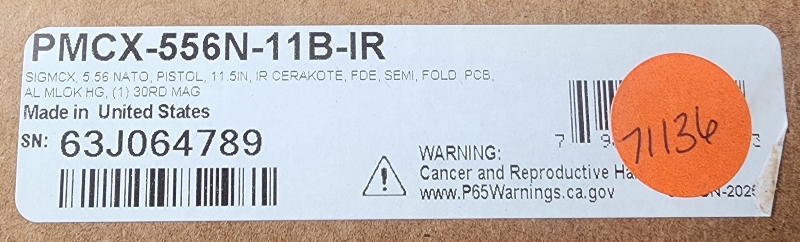 PMCX-556N-11B-IR
SIGMCX, 5.56 NATO, PISTOL, 11.5IN, IR CERAKOTE, FDE, SEMI, FOLD PCB,
AL MLOK HG, (1) 30RD MAG
Made in United States
SN: 63J064789
WARNING:
Cancer and Reproductive
www.P65Warnings.ca.gov
71136